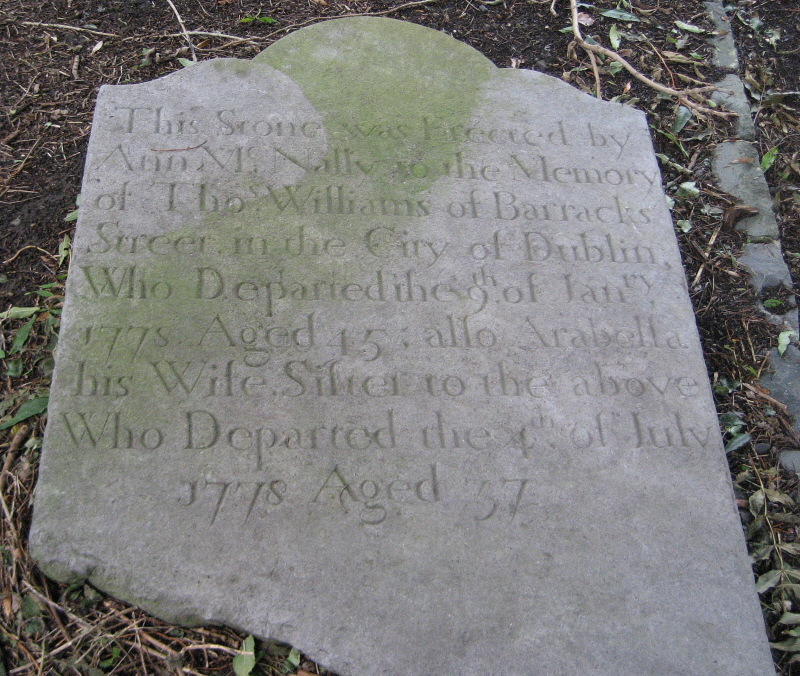 This Stone was Erected by
Ann Mc. Nally to the Memory
of Thos. Williams of Barracks
Street in the City of Dublin,
Who Departed the 9th of Janry
1775 Aged 45 : also Arabella
his Wife Sister to the above
Who Departed the 4th of July
1778 Aged 37